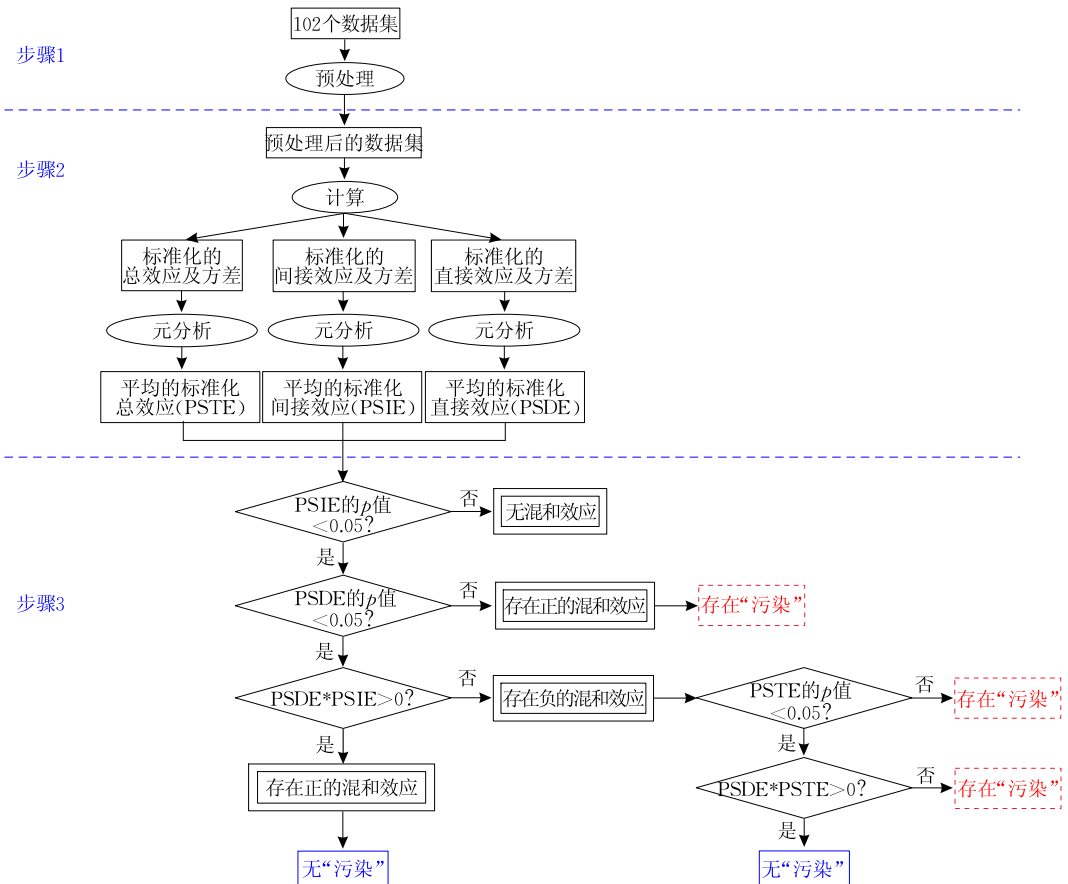 102个数据集
步骤1
预处理
预处理后的数据集
步骤2
计算
标准化的
总效应及方差
标准化的
间接效应及方差
标准化的
直接效应及方差
元分析
元分析
元分析
平均的标准化
总效应(PSTE)
平均的标准化
间接效应(PSIE)
平均的标准化
直接效应(PSDE)
PSIE的p值
<0.05?
否
无混和效应
是
步骤3
PSDE的p值
<0.05?
否
存在正的混和效应
存在“污染”
是
PSDE*PSIE>0?
否
存在负的混和效应
PSTE的p值
<0.05?
否
存在“污染”
是
是
存在正的混和效应
PSDE*PSTE>0?
否
存在“污染”
是
无“污染”
无“污染”